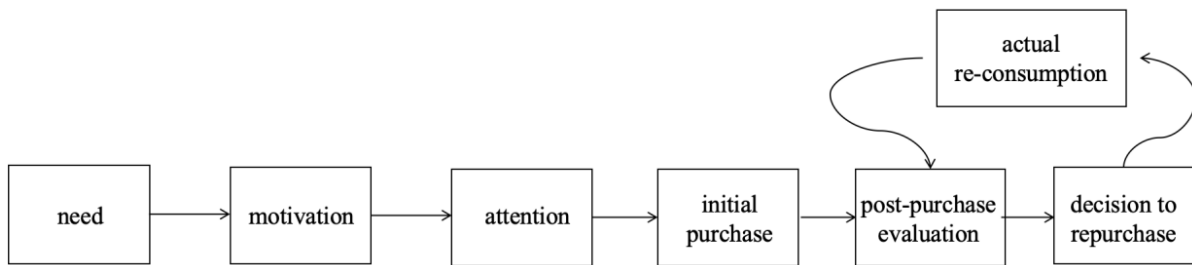 actual
re-consumption
need
motivation
attention
initial
purchase
post-purchase
evaluation
decision to
repurchase